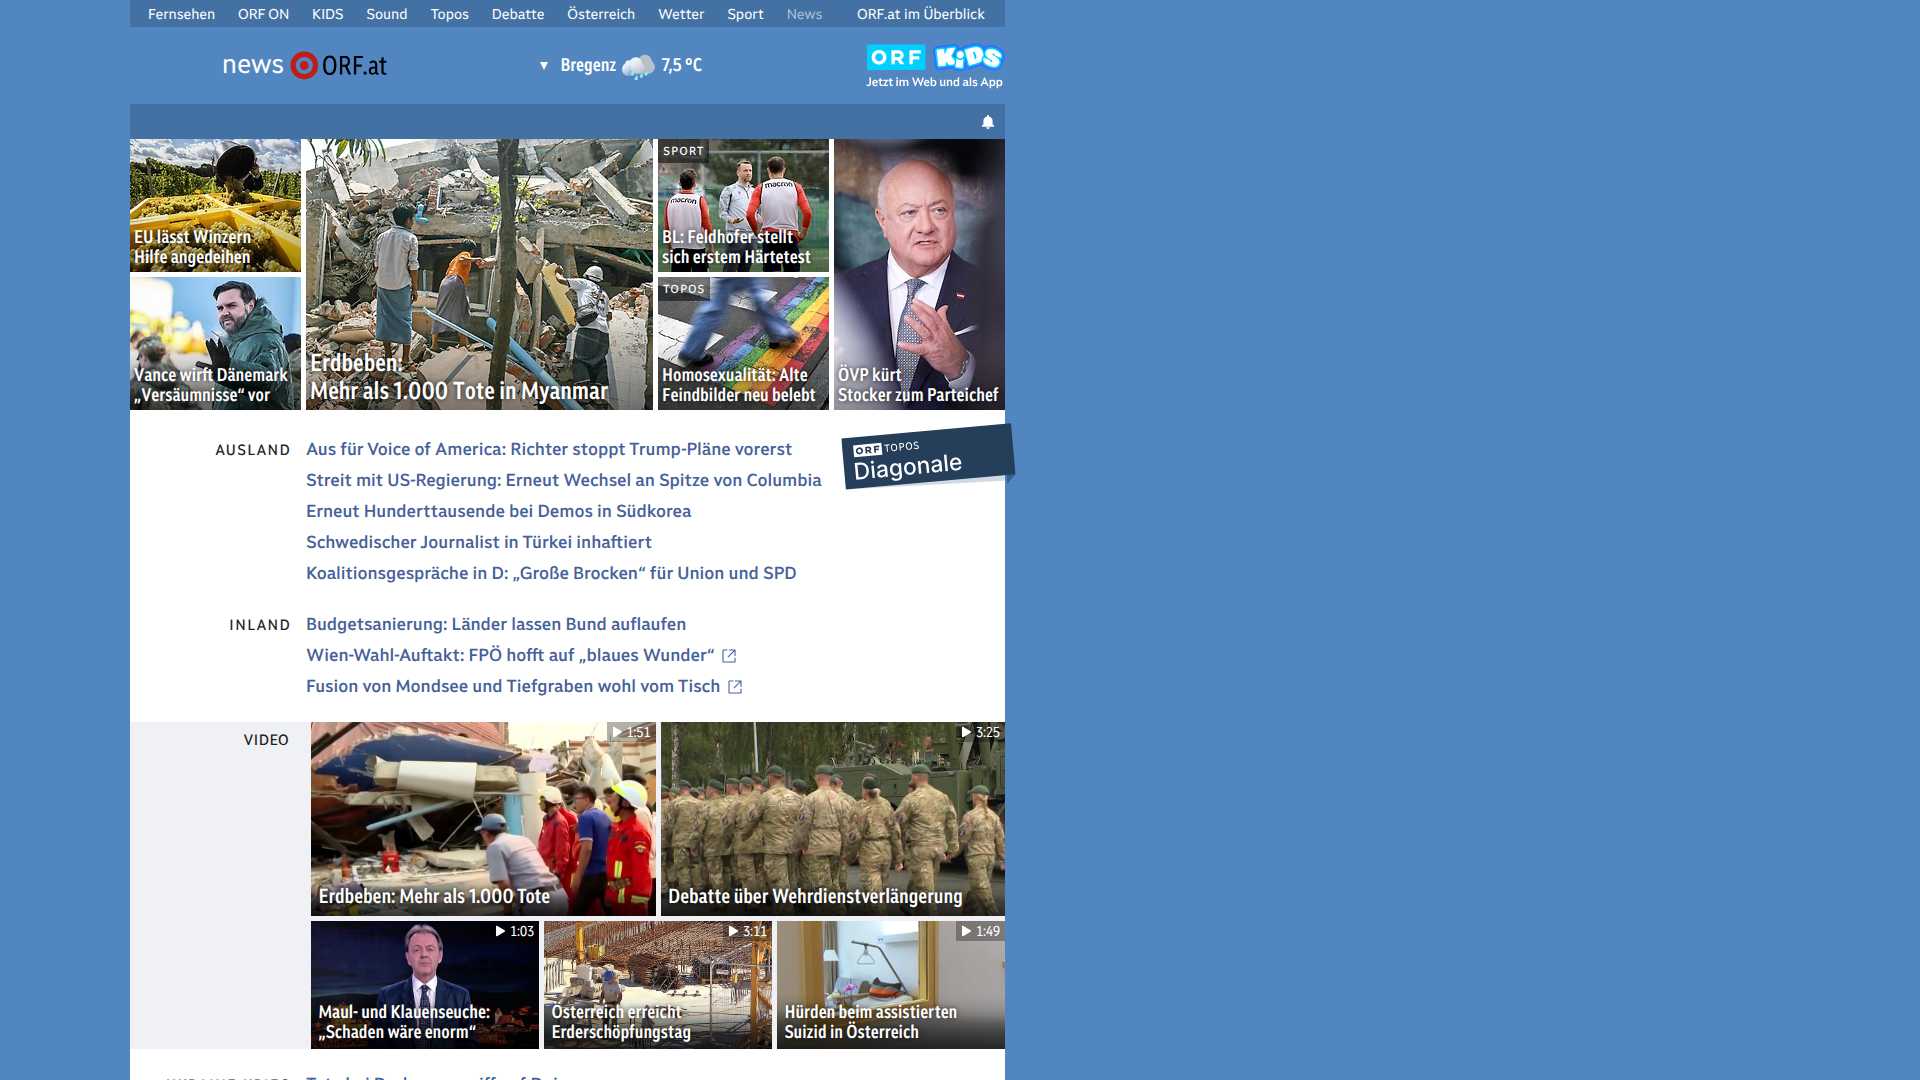 Fernsehen ORF ON KIDS Sound Topos Debatte Österreich Wetter Sport News ORF.at im Überblick
news ORF.at
▼ Bregenz 7,5 °C
ORF KiDS
Jetzt im Web und als App
EU lässt Winzern
Hilfe angedeihen
Vance wirft Dänemark
„Versäumnisse“ vor
Erdbeben:
Mehr als 1.000 Tote in Myanmar
SPORT
macron
macron
BL: Feldhofer stellt
sich erstem Härtetest
TOPOS
Homosexualität: Alte
Feindbilder neu belebt
ÖVP kürt
Stocker zum Parteichef
AUSLAND
Aus für Voice of America: Richter stoppt Trump-Pläne vorerst
Streit mit US-Regierung: Erneut Wechsel an Spitze von Columbia
Erneut Hunderttausende bei Demos in Südkorea
Schwedischer Journalist in Türkei inhaftiert
Koalitionsgespräche in D: „Große Brocken“ für Union und SPD
ORF TOPOS
Diagonale
INLAND
Budgetsanierung: Länder lassen Bund auflaufen
Wien-Wahl-Auftakt: FPÖ hofft auf „blaues Wunder“
Fusion von Mondsee und Tiefgraben wohl vom Tisch
VIDEO
1:51
Erdbeben: Mehr als 1.000 Tote
3:25
Debatte über Wehrdienstverlängerung
1:03
Maul- und Klauenseuche:
„Schaden wäre enorm“
3:11
Österreich erreicht
Erderschöpfungstag
1:49
Hürden beim assistierten
Suizid in Österreich